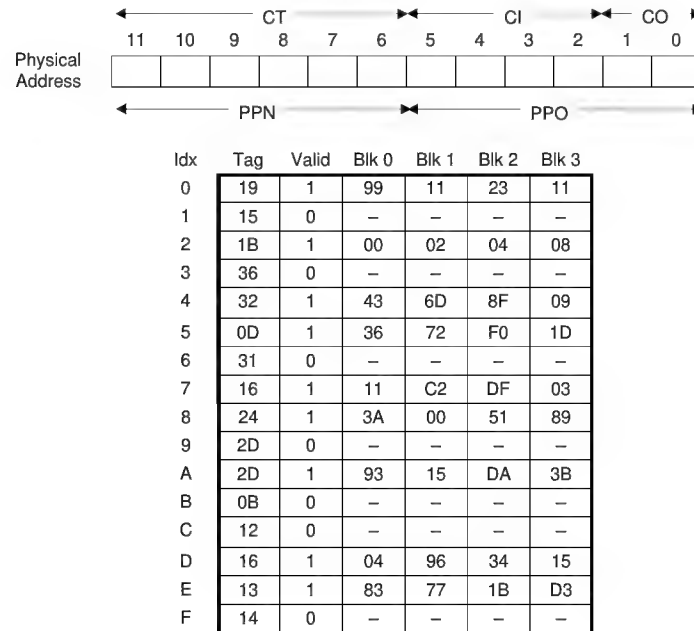 CT CI CO
11 10 9 8 7 6 5 4 3 2 1 0
Physical
Address
PPN PPO
Idx Tag Valid Blk 0 Blk 1 Blk 2 Blk 3
0 19 1 99 11 23 11
1 15 0 – – – –
2 1B 1 00 02 04 08
3 36 0 – – – –
4 32 1 43 6D 8F 09
5 0D 1 36 72 F0 1D
6 31 0 – – – –
7 16 1 11 C2 DF 03
8 24 1 3A 00 51 89
9 2D 0 – – – –
A 2D 1 93 15 DA 3B
B 0B 0 – – – –
C 12 0 – – – –
D 16 1 04 96 34 15
E 13 1 83 77 1B D3
F 14 0 – – – –